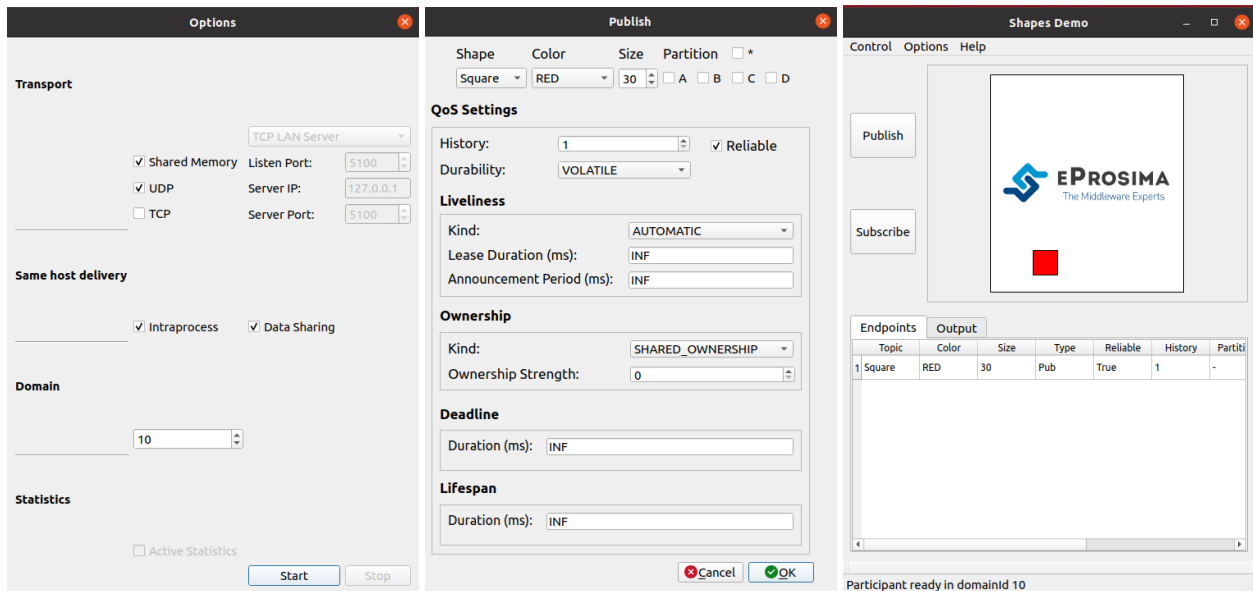 Options
Transport
TCP LAN Server
Shared Memory Listen Port: 5100
UDP Server IP: 127.0.0.1
TCP Server Port: 5100
Same host delivery
Intraprocess Data Sharing
Domain
10
Statistics
Active Statistics
Start Stop
Publish
Shape Color Size Partition *
Square RED 30 A B C D
QoS Settings
History: 1 Reliable
Durability: VOLATILE
Liveliness
Kind: AUTOMATIC
Lease Duration (ms): INF
Announcement Period (ms): INF
Ownership
Kind: SHARED_OWNERSHIP
Ownership Strength: 0
Deadline
Duration (ms): INF
Lifespan
Duration (ms): INF
Cancel OK
Shapes Demo
Control Options Help
Publish
Subscribe
ePROSIMA
The Middleware Experts
Endpoints Output
Topic Color Size Type Reliable History Partiti
1 Square RED 30 Pub True 1 -
Participant ready in domainId 10